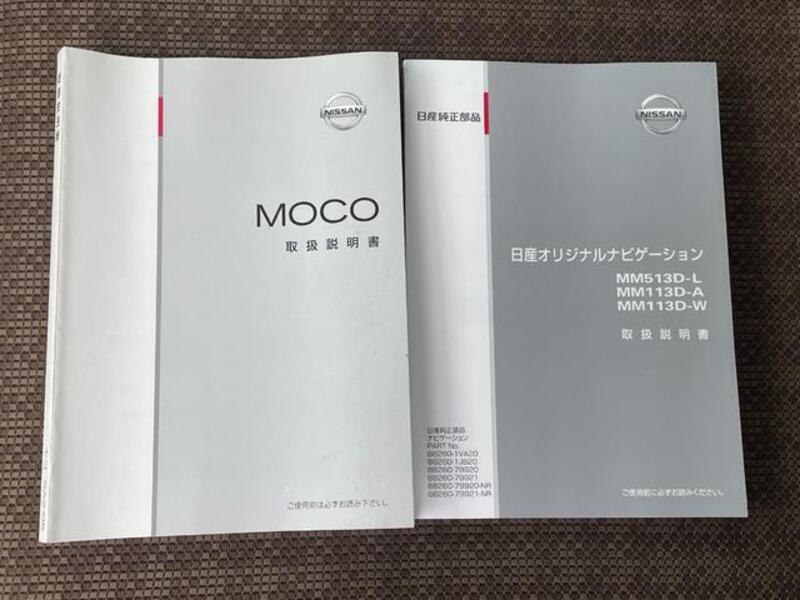 NISSAN
MOCO
取扱説明書
ご使用前は必ずお読み下さい。
日産純正部品
NISSAN
日産オリジナルナビゲーション
MM513D-L
MM113D-A
MM113D-W
取扱説明書
日産純正部品
ナビゲーション
PART No.
B8260-1VA20
B8260-1JB20
B8260-79920
B8260-79921
B8260-79920-NR
B8260-79921-NR
ご使用前に必ずお読みください。